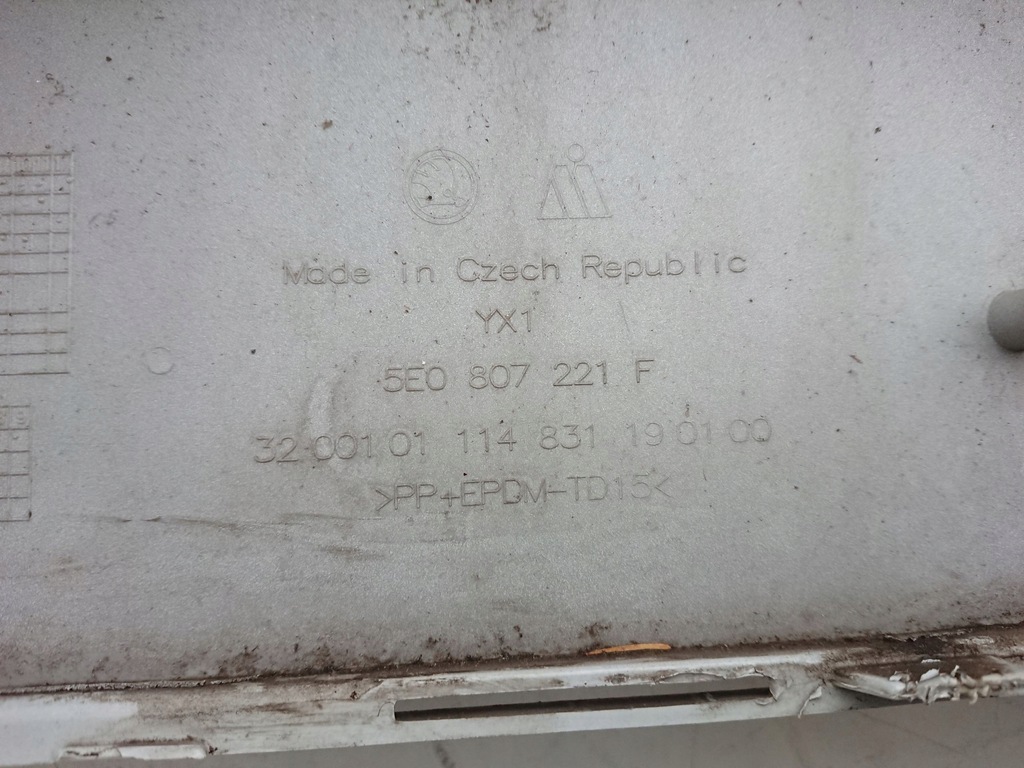 Made in Czech Republic
YX1
5E0 807 221 F
32 001 01 114 831 19 01 00
>PP+EPDM-TD15<